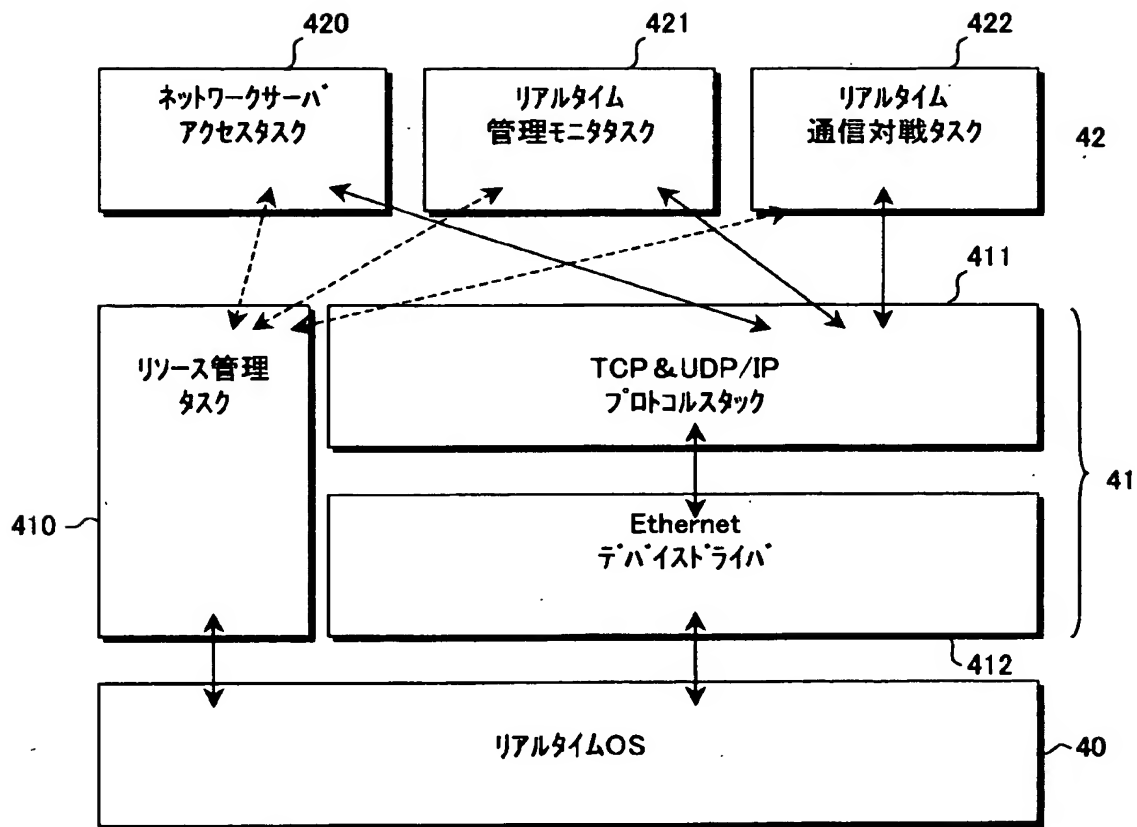 420
421
422
ネットワークサーバ
アクセスタスク
リアルタイム
管理モニタタスク
リアルタイム
通信対戦タスク
42
411
リソース管理
タスク
TCP&UDP/IP
プロトコルスタック
41
410
Ethernet
デバイスドライバ
412
リアルタイムOS
40